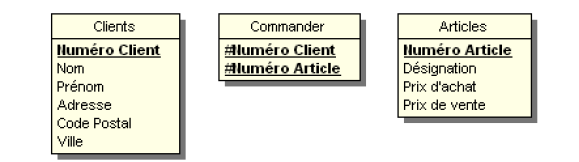 Clients
Numéro Client
Nom
Prénom
Adresse
Code Postal
Ville
Commander
#Numéro Client
#Numéro Article
Articles
Numéro Article
Désignation
Prix d'achat
Prix de vente